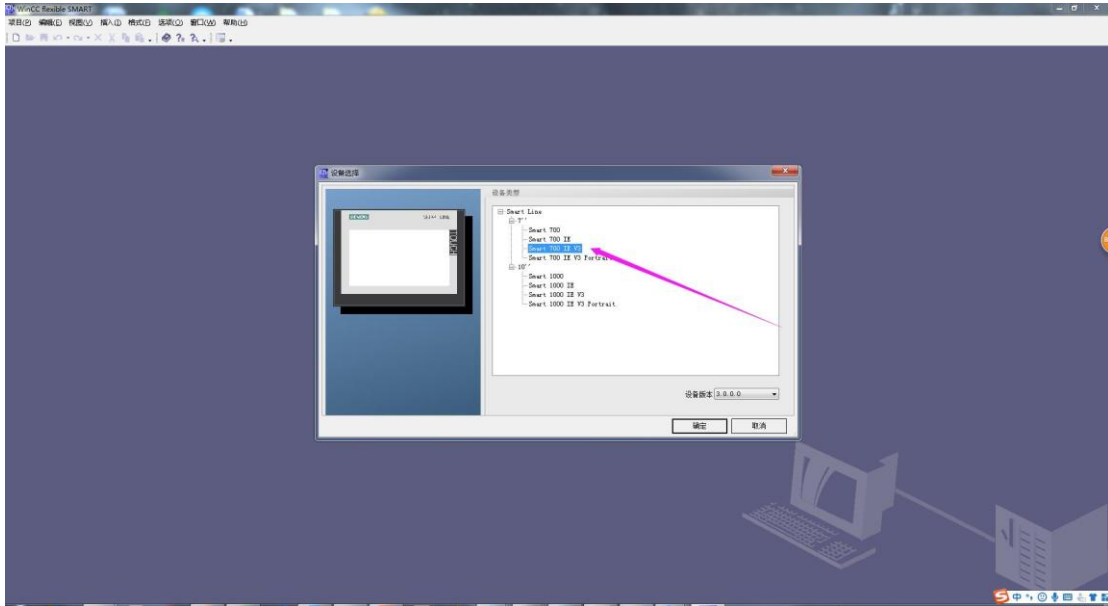 WinCC flexible SMART
项目(P) 编辑(E) 视图(V) 插入(I) 格式(F) 选项(O) 窗口(W) 帮助(H)
设备选择
设备类型
SIEMENS
TOUCH
Smart Line
7''
Smart 700
Smart 700 IE
Smart 700 IE V3
Smart 700 IE V3 Portrait
10''
Smart 1000
Smart 1000 IE
Smart 1000 IE V3
Smart 1000 IE V3 Portrait
设备版本 3.0.0.0
确定 取消
中